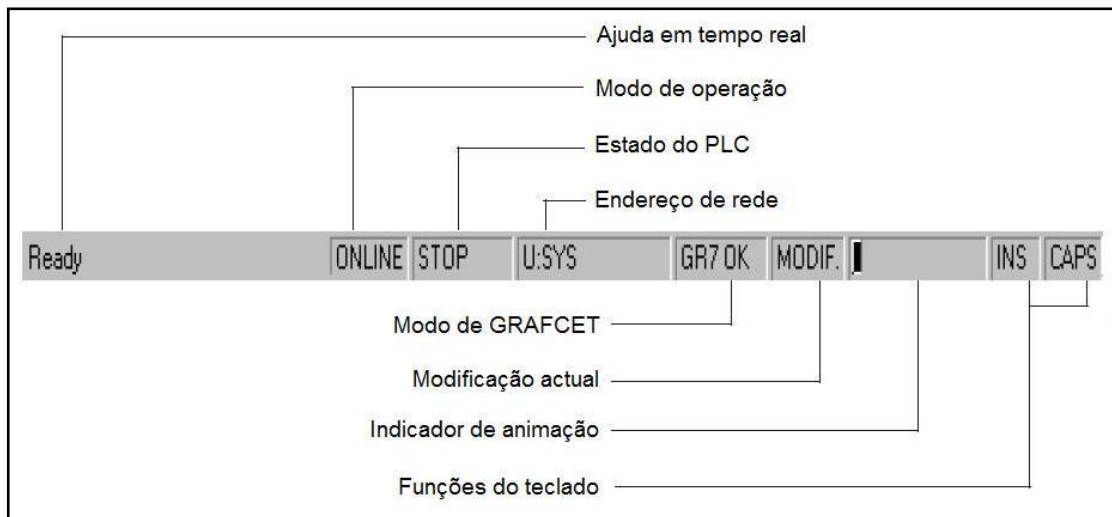 Ajuda em tempo real
Modo de operação
Estado do PLC
Endereço de rede
Ready ONLINE STOP U:SYS GR7 OK MODIF. INS CAPS
Modo de GRAFCET
Modificação actual
Indicador de animação
Funções do teclado